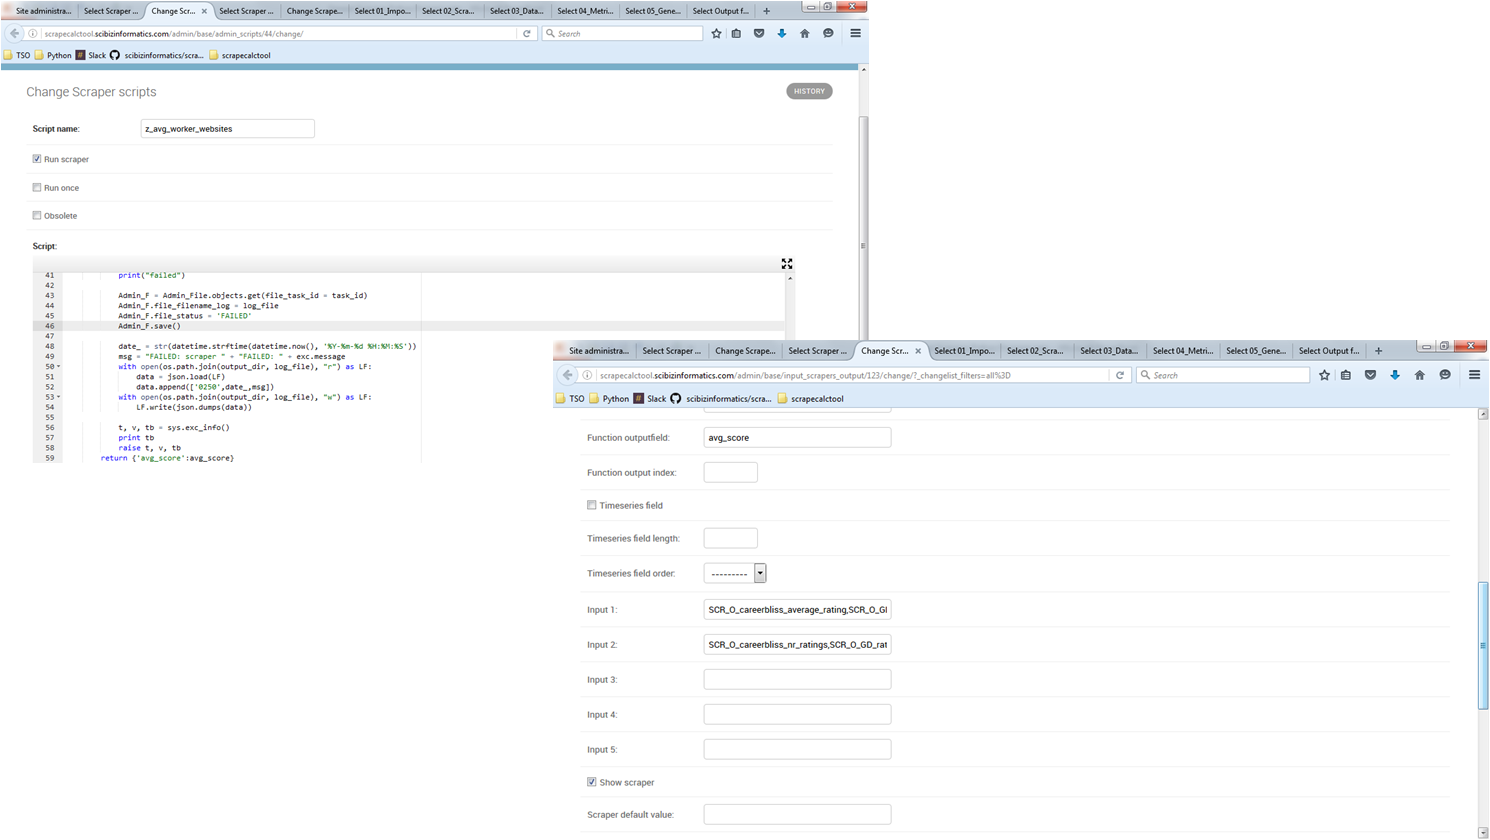 Site administra... Select Scraper ... Change Scr... × Select Scraper ... Change Scrape... Select 01_Impo... Select 02_Scra... Select 03_Data... Select 04_Metri... Select 05_Gene... Select Output f... +
scrapecalctool.scibizinformatics.com/admin/base/admin_scripts/44/change/ Search
TSO Python Slack scibizinformatics/scra... scrapecalctool
Change Scraper scripts HISTORY
Script name: z_avg_worker_websites
Run scraper
Run once
Obsolete
Script:
41 print("failed")
42
43 Admin_F = Admin_File.objects.get(file_task_id = task_id)
44 Admin_F.file_filename_log = log_file
45 Admin_F.file_status = 'FAILED'
46 Admin_F.save()
47
48 date_ = str(datetime.strftime(datetime.now(), '%Y-%m-%d %H:%M:%S'))
49 msg = "FAILED: scraper " + "FAILED: " + exc.message
50 with open(os.path.join(output_dir, log_file), "r") as LF:
51 data = json.load(LF)
52 data.append(['0250',date_,msg])
53 with open(os.path.join(output_dir, log_file), "w") as LF:
54 LF.write(json.dumps(data))
55
56 t, v, tb = sys.exc_info()
57 print tb
58 raise t, v, tb
59 return {'avg_score':avg_score}
Site administra... Select Scraper ... Change Scrape... Select Scraper ... Change Scr... × Select 01_Impo... Select 02_Scra... Select 03_Data... Select 04_Metri... Select 05_Gene... Select Output f... +
scrapecalctool.scibizinformatics.com/admin/base/input_scrapers_output/123/change/?_changelist_filters=all%3D Search
TSO Python Slack scibizinformatics/scra... scrapecalctool
Function outputfield: avg_score
Function output index:
Timeseries field
Timeseries field length:
Timeseries field order: ---------
Input 1: SCR_O_careerbliss_average_rating,SCR_O_GI
Input 2: SCR_O_careerbliss_nr_ratings,SCR_O_GD_rat
Input 3:
Input 4:
Input 5:
Show scraper
Scraper default value: